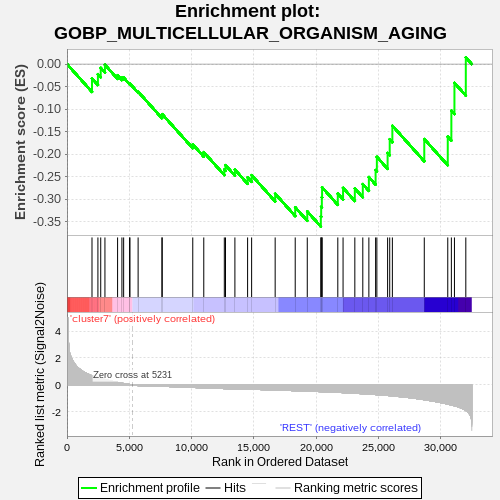 Enrichment plot:
GOBP_MULTICELLULAR_ORGANISM_AGING
Enrichment score (ES)
0.00
-0.05
-0.10
-0.15
-0.20
-0.25
-0.30
-0.35
'cluster7' (positively correlated)
Ranked list metric (Signal2Noise)
4
2
0
-2
Zero cross at 5231
'REST' (negatively correlated)
0
5,000
10,000
15,000
20,000
25,000
30,000
Rank in Ordered Dataset
Enrichment profile
Hits
Ranking metric scores